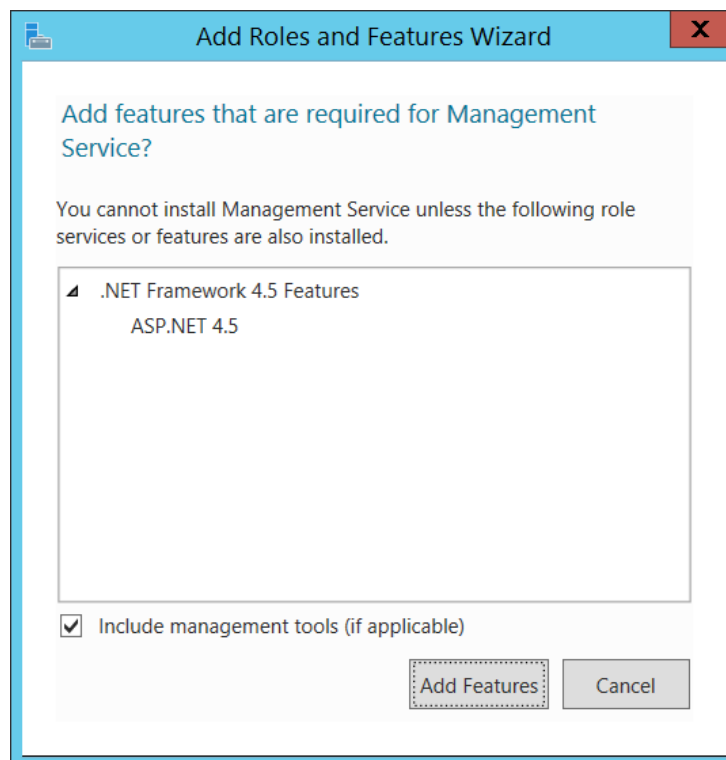 Add Roles and Features Wizard
X
Add features that are required for Management
Service?
You cannot install Management Service unless the following role
services or features are also installed.
.NET Framework 4.5 Features
ASP.NET 4.5
Include management tools (if applicable)
Add Features
Cancel